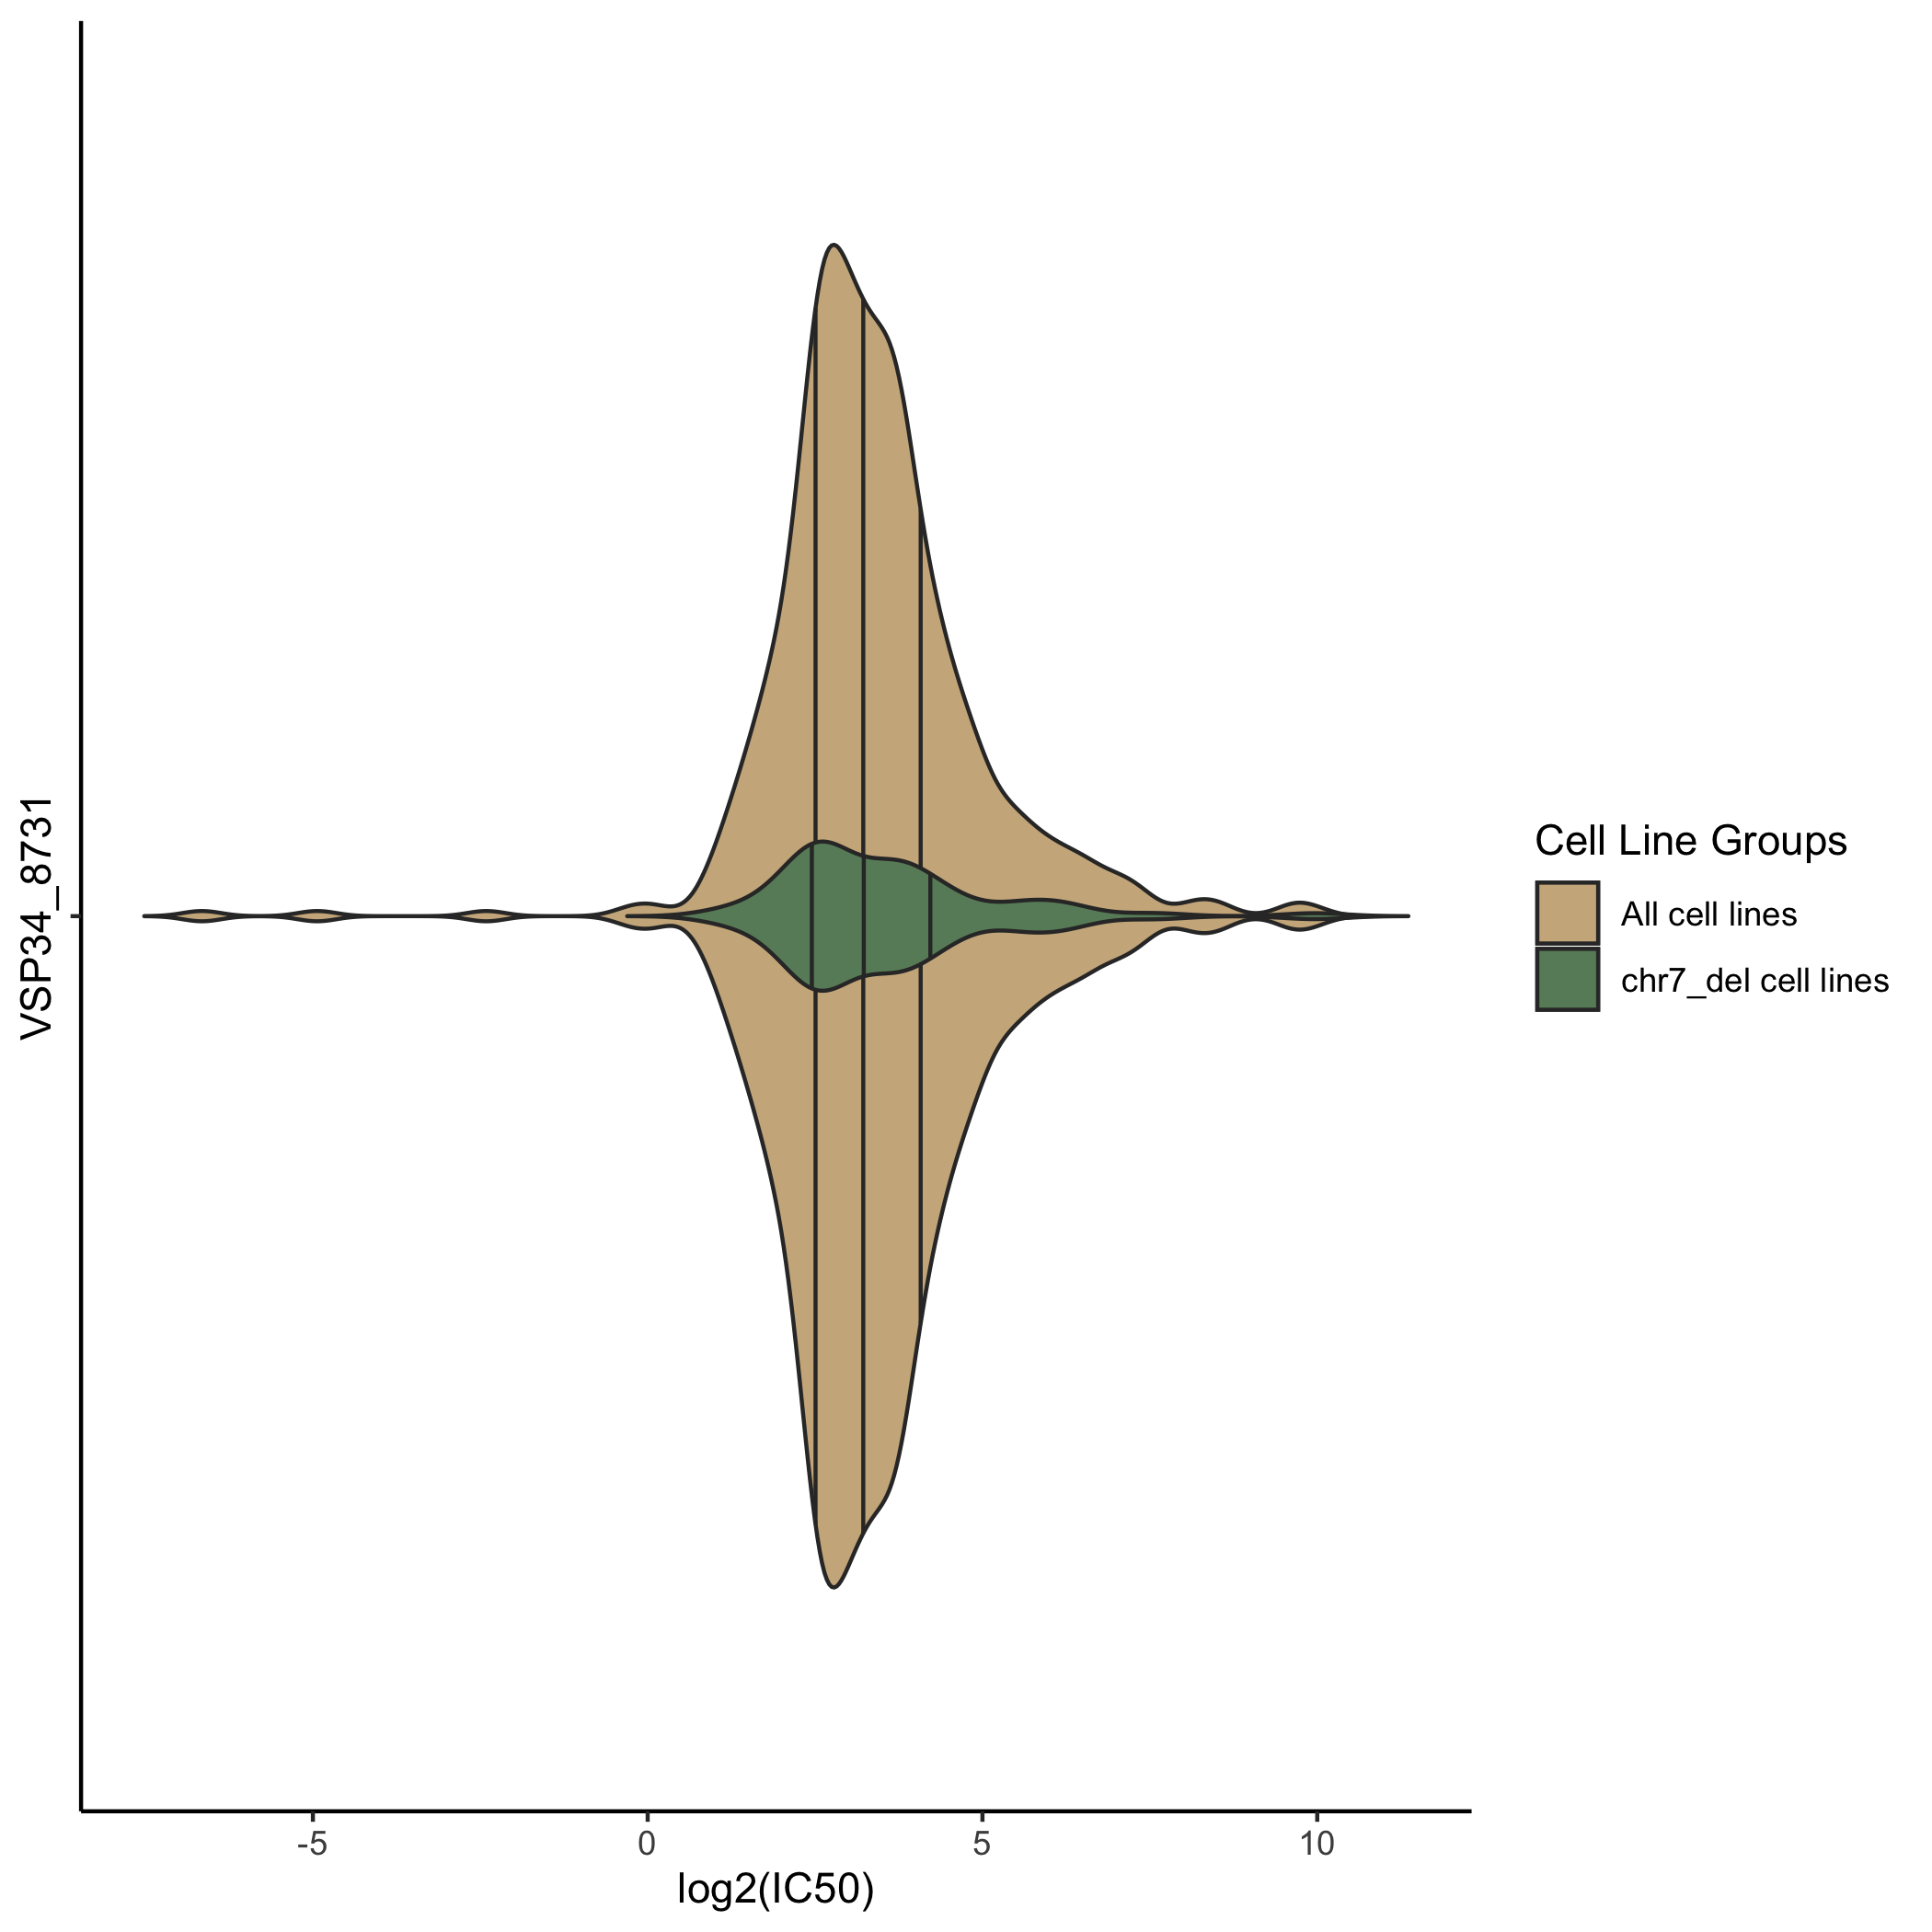 VSP34_8731
-5
0
5
10
log2(IC50)
Cell Line Groups
All cell lines
chr7_del cell lines